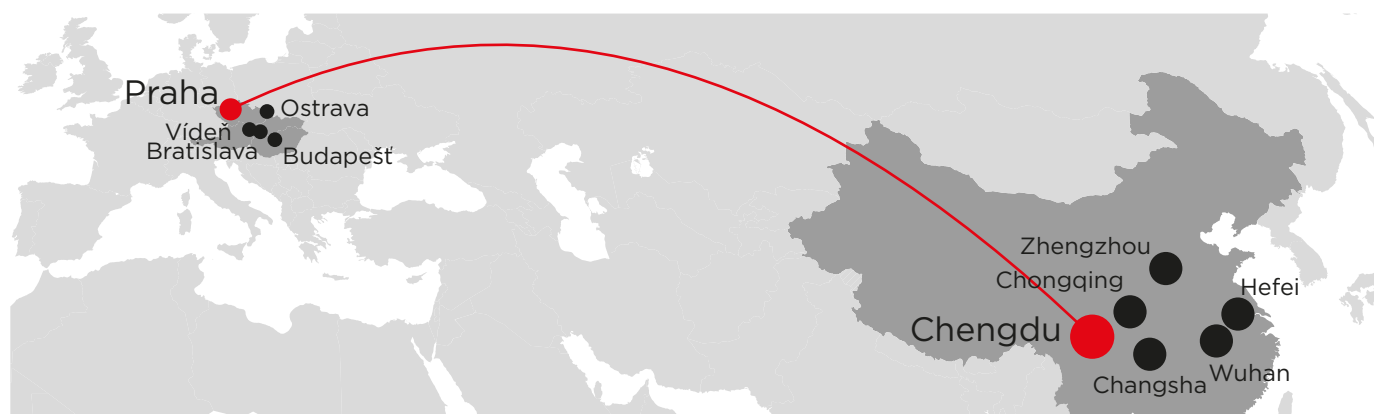 Praha
Ostrava
Vídeň
Bratislava
Budapešť
Zhengzhou
Chongqing
Hefei
Chengdu
Changsha
Wuhan